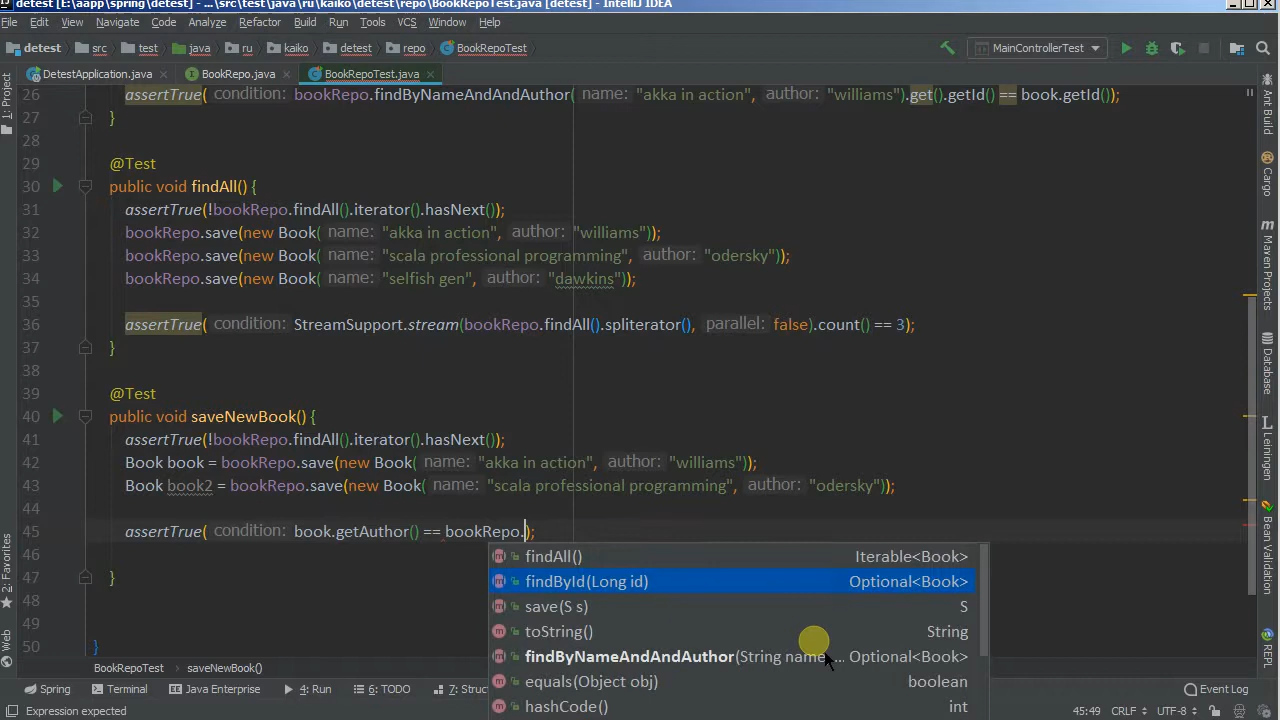 detest [E:\aapp\spring\detest] - ...\src\test\java\ru\kaiko\detest\repo\BookRepoTest.java [detest] - IntelliJ IDEA
File Edit View Navigate Code Analyze Refactor Build Run Tools VCS Window Help
detest src test java ru kaiko detest repo BookRepoTest MainControllerTest
DetestApplication.java BookRepo.java BookRepoTest.java
26 assertTrue( condition: bookRepo.findByNameAndAndAuthor( name: "akka in action", author: "williams").get().getId() == book.getId());
27 }
28
29 @Test
30 public void findAll() {
31 assertTrue(!bookRepo.findAll().iterator().hasNext());
32 bookRepo.save(new Book( name: "akka in action", author: "williams"));
33 bookRepo.save(new Book( name: "scala professional programming", author: "odersky"));
34 bookRepo.save(new Book( name: "selfish gen", author: "dawkins"));
35
36 assertTrue( condition: StreamSupport.stream(bookRepo.findAll().spliterator(), parallel: false).count() == 3);
37 }
38
39 @Test
40 public void saveNewBook() {
41 assertTrue(!bookRepo.findAll().iterator().hasNext());
42 Book book = bookRepo.save(new Book( name: "akka in action", author: "williams"));
43 Book book2 = bookRepo.save(new Book( name: "scala professional programming", author: "odersky"));
44
45 assertTrue( condition: book.getAuthor() == bookRepo.);
46
47 }
48
50 }
findAll() Iterable<Book>
findById(Long id) Optional<Book>
save(S s) S
toString() String
findByNameAndAndAuthor(String name,... Optional<Book>
equals(Object obj) boolean
hashCode() int
1: Project
2: Favorites
Web
Ant Build
Cargo
Maven Projects
Database
Leiningen
Bean Validation
REST
BookRepoTest saveNewBook()
Spring Terminal Java Enterprise 4: Run 6: TODO 7: Struc Event Log
Expression expected 45:49 CRLF UTF-8